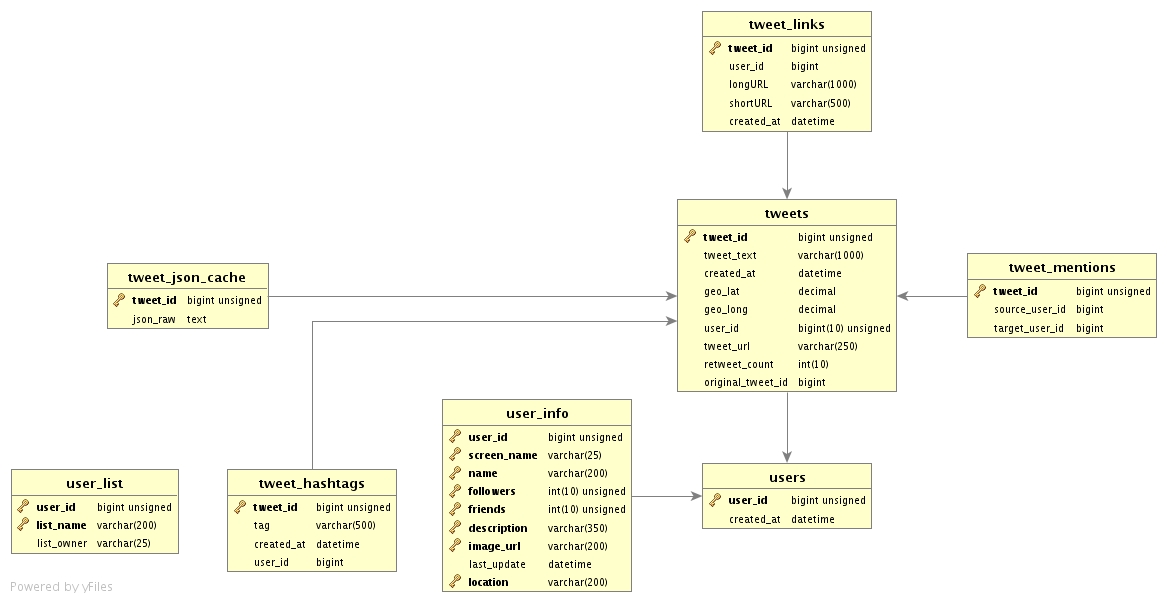 tweet_links
tweet_id bigint unsigned
user_id bigint
longURL varchar(1000)
shortURL varchar(500)
created_at datetime
tweets
tweet_id bigint unsigned
tweet_text varchar(1000)
created_at datetime
geo_lat decimal
geo_long decimal
user_id bigint(10) unsigned
tweet_url varchar(250)
retweet_count int(10)
original_tweet_id bigint
tweet_json_cache
tweet_id bigint unsigned
json_raw text
tweet_mentions
tweet_id bigint unsigned
source_user_id bigint
target_user_id bigint
user_info
user_id bigint unsigned
screen_name varchar(25)
name varchar(200)
followers int(10) unsigned
friends int(10) unsigned
description varchar(350)
image_url varchar(200)
last_update datetime
location varchar(200)
users
user_id bigint unsigned
created_at datetime
user_list
user_id bigint unsigned
list_name varchar(200)
list_owner varchar(25)
tweet_hashtags
tweet_id bigint unsigned
tag varchar(500)
created_at datetime
user_id bigint
Powered by yFiles